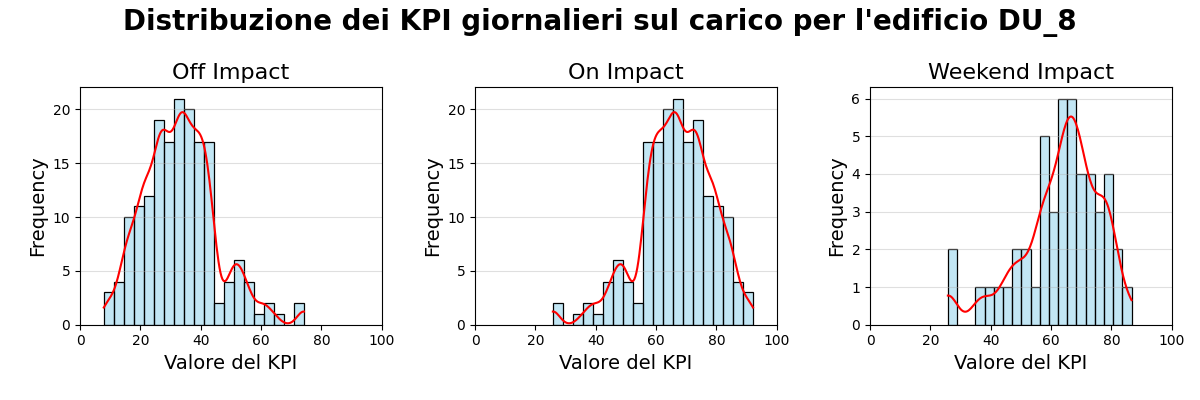 Distribuzione dei KPI giornalieri sul carico per l'edificio DU_8
Off Impact
On Impact
Weekend Impact
Frequency
20
15
10
5
0
0 20 40 60 80 100
Valore del KPI
Frequency
20
15
10
5
0
0 20 40 60 80 100
Valore del KPI
Frequency
6
5
4
3
2
1
0
0 20 40 60 80 100
Valore del KPI